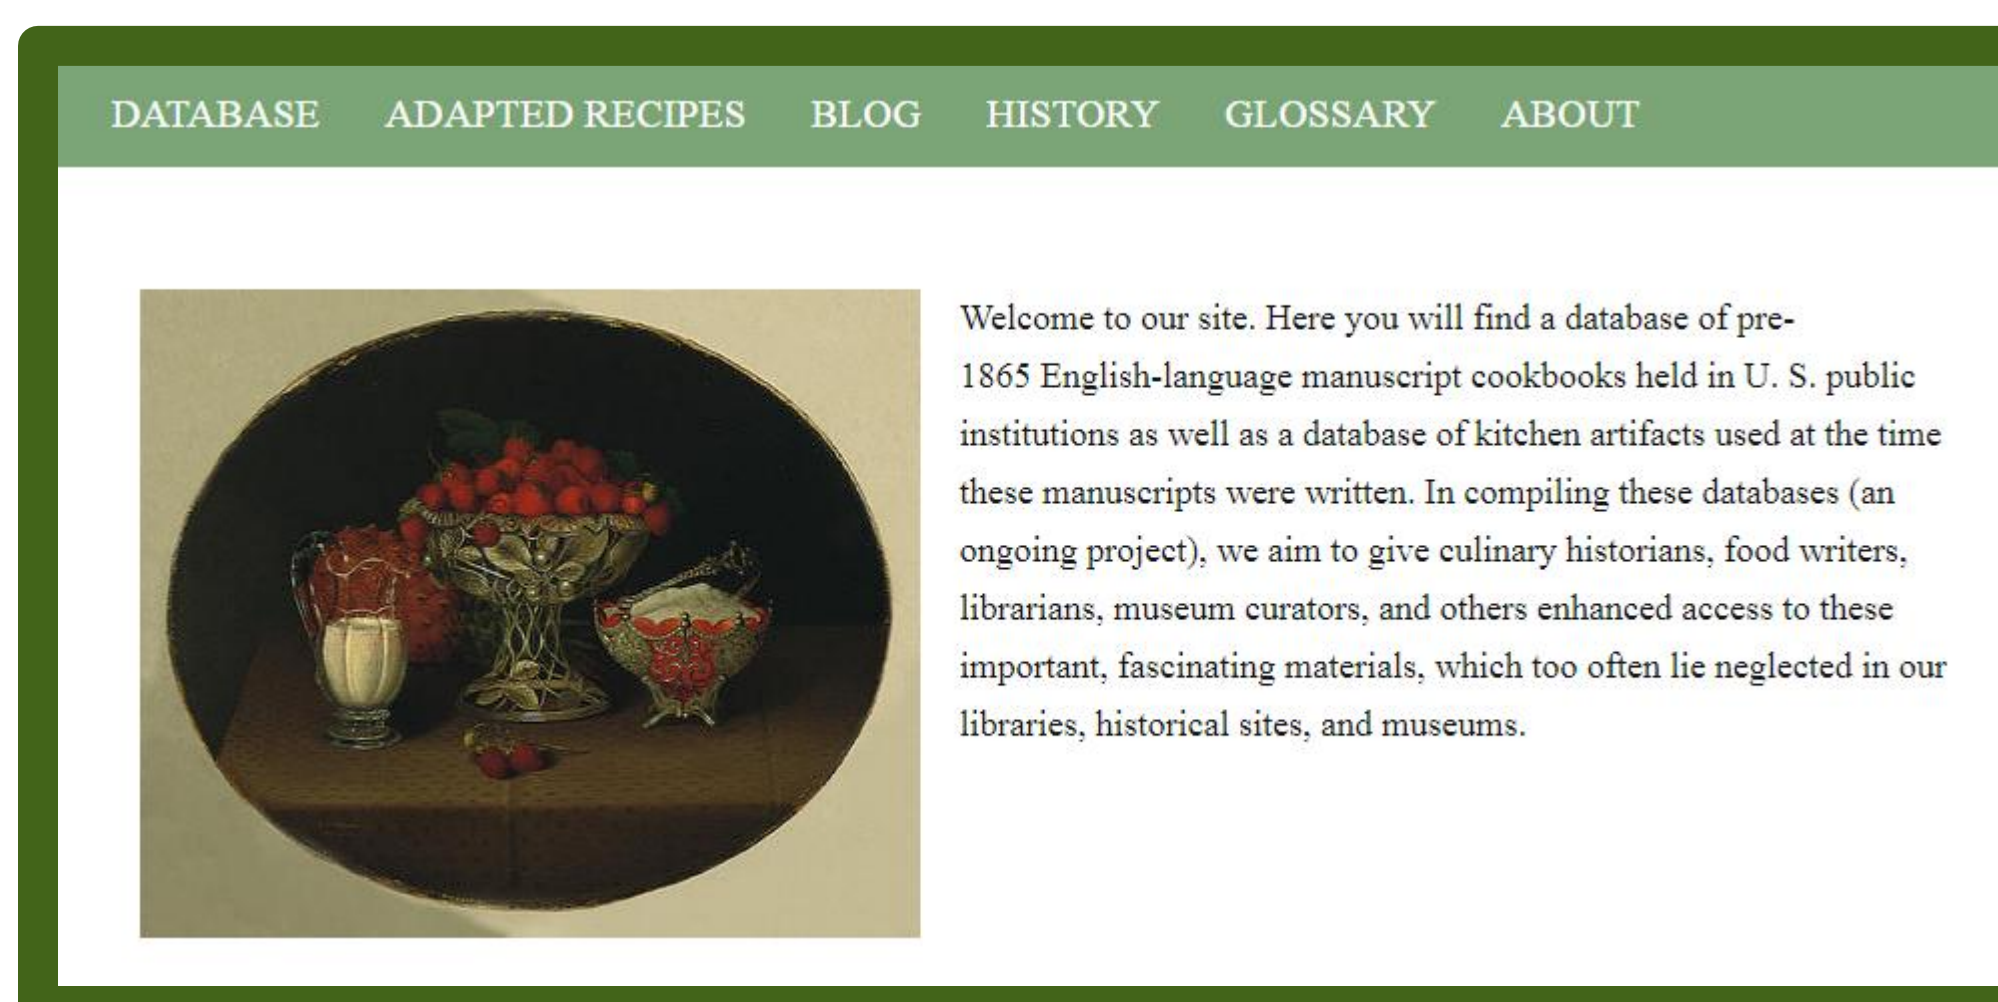 DATABASE ADAPTED RECIPES BLOG HISTORY GLOSSARY ABOUT
Welcome to our site. Here you will find a database of pre-
1865 English-language manuscript cookbooks held in U. S. public
institutions as well as a database of kitchen artifacts used at the time
these manuscripts were written. In compiling these databases (an
ongoing project), we aim to give culinary historians, food writers,
librarians, museum curators, and others enhanced access to these
important, fascinating materials, which too often lie neglected in our
libraries, historical sites, and museums.